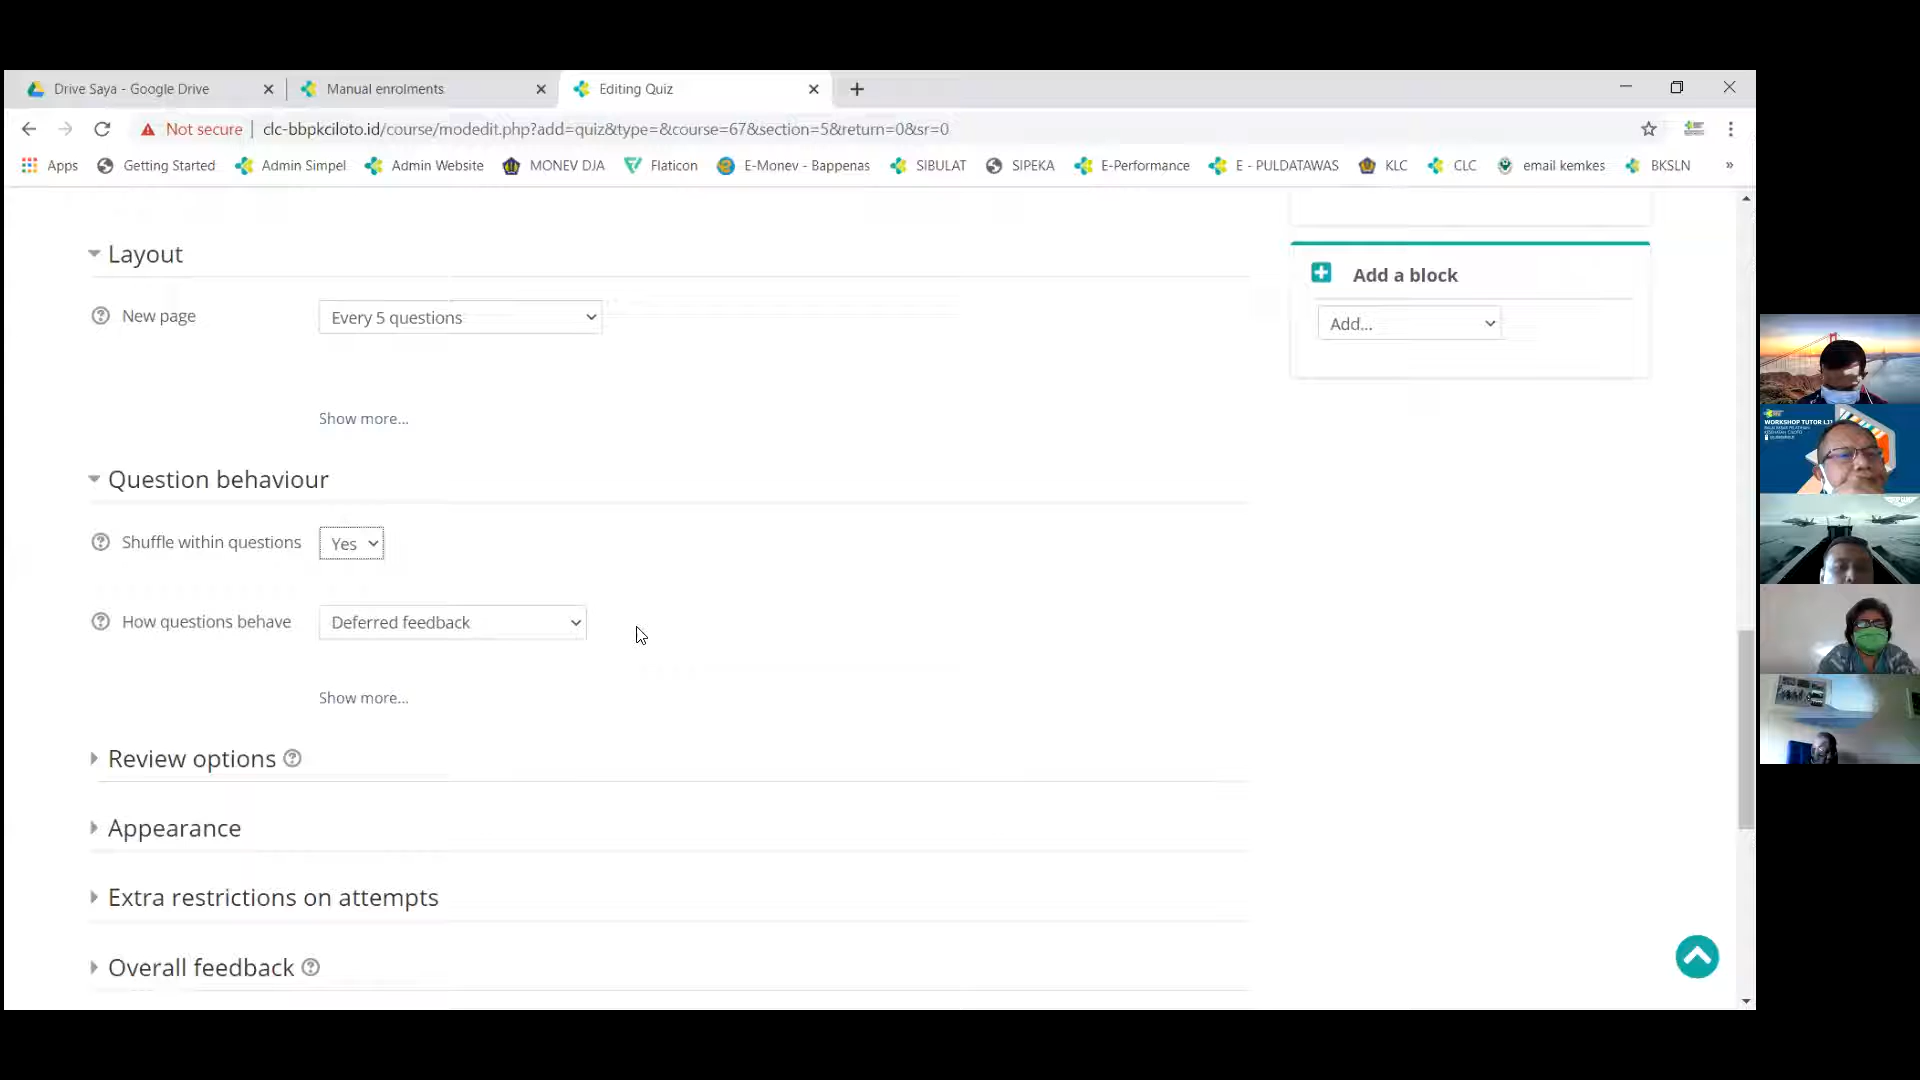 Drive Saya - Google Drive
Manual enrolments
Editing Quiz
Not secure
clc-bbpkciloto.id/course/modedit.php?add=quiz&type=&course=67&section=5&return=0&sr=0
Apps
Getting Started
Admin Simpel
Admin Website
MONEV DJA
Flaticon
E-Monev - Bappenas
SIBULAT
SIPEKA
E-Performance
E - PULDATAWAS
KLC
CLC
email kemkes
BKSLN
»
Layout
New page
Every 5 questions
Show more...
Add a block
Add...
Question behaviour
Shuffle within questions
Yes
How questions behave
Deferred feedback
Show more...
Review options
Appearance
Extra restrictions on attempts
Overall feedback
WORKSHOP TUTOR